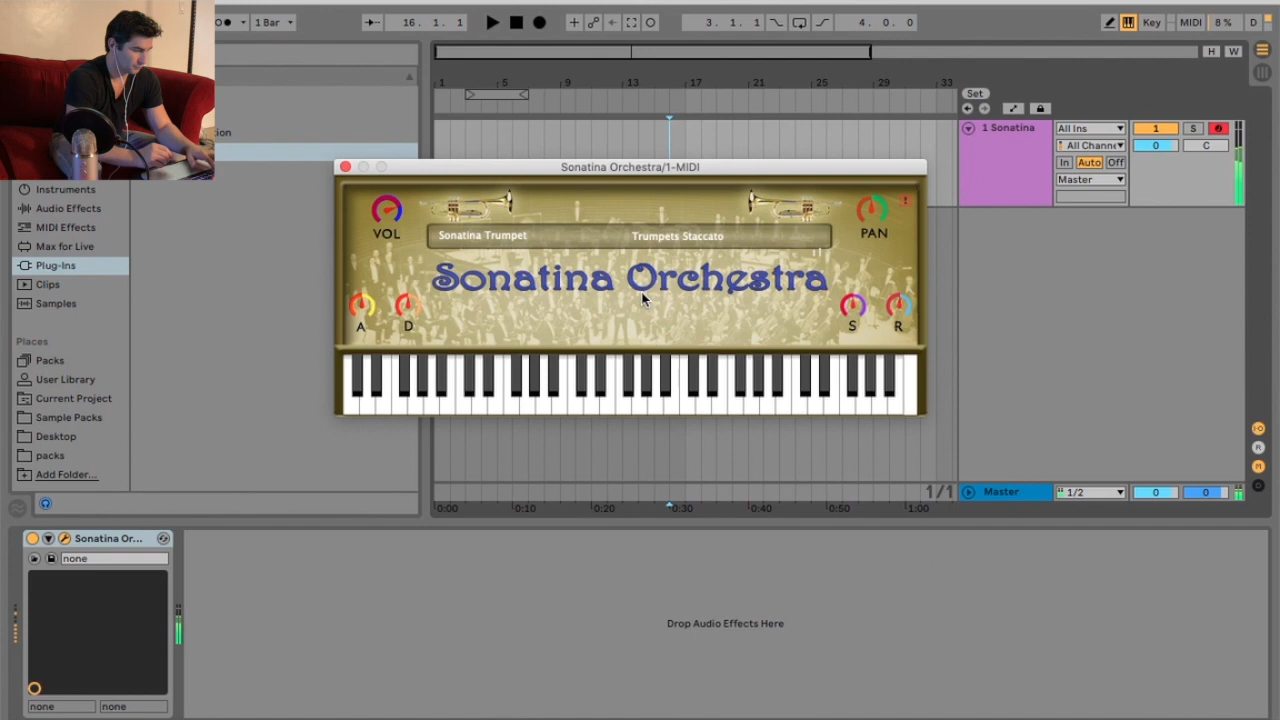 1 Bar
16. 1. 1
3. 1. 1
4. 0. 0
Key
MIDI
8 %
D
H
W
1
5
9
13
17
21
25
29
33
Set
tion
1 Sonatina
All Ins
1
S
All Channe
0
C
In
Auto
Off
Master
Sonatina Orchestra/1-MIDI
VOL
PAN
Sonatina Trumpet
Trumpets Staccato
Sonatina Orchestra
A
D
S
R
Instruments
Audio Effects
MIDI Effects
Max for Live
Plug-Ins
Clips
Samples
Places
Packs
User Library
Current Project
Sample Packs
Desktop
packs
Add Folder...
I·O
R
M
D
1/1
Master
1/2
0
0
0:00
0:10
0:20
0:30
0:40
0:50
1:00
Sonatina Or...
none
none
none
Drop Audio Effects Here